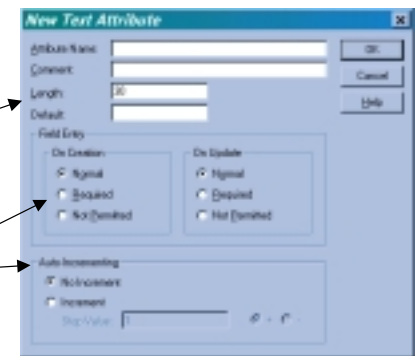 New Text Attribute
Attribute Name:
OK
Comment:
Cancel
Length: 30
Help
Default:
Field Entry
On Creation On Update
Normal Normal
Required Required
Not Permitted Not Permitted
Auto Incrementing
No Increment
Increment
Step Value: 1 + -